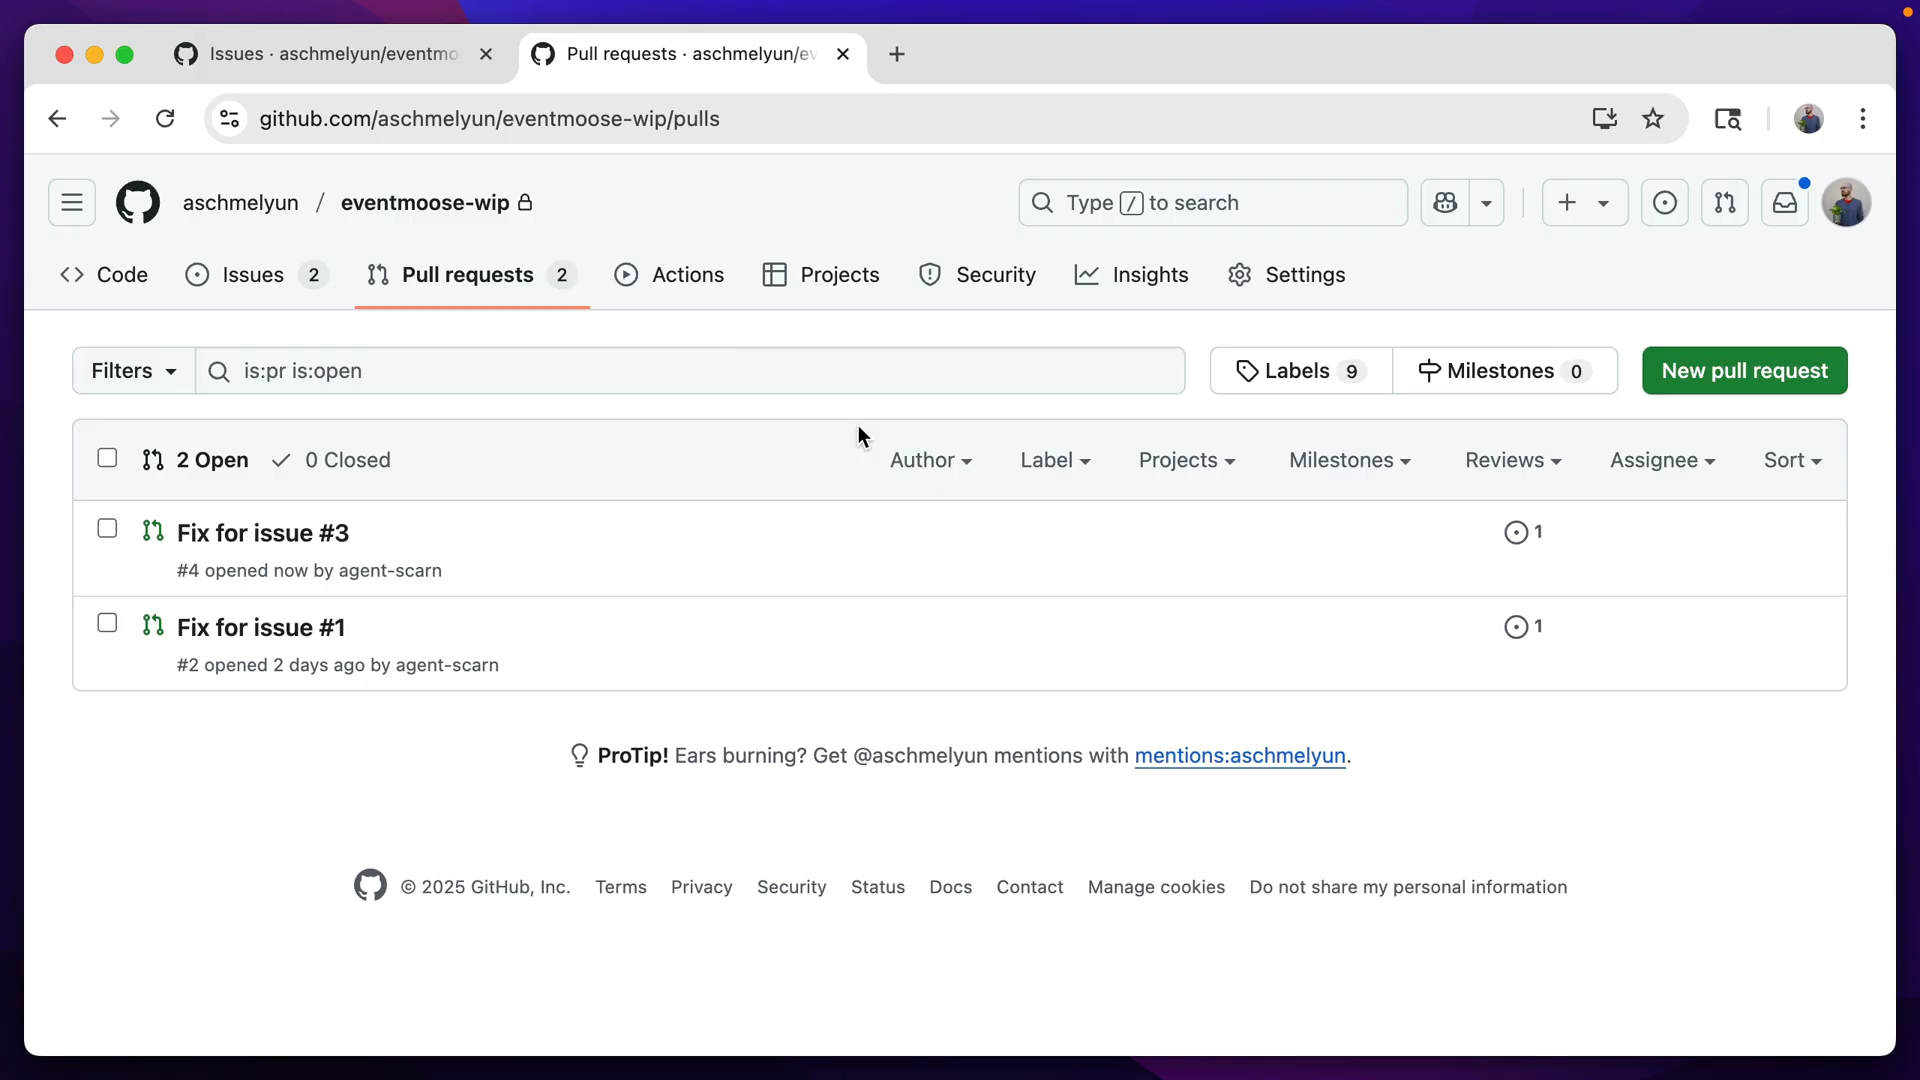 Issues · aschmelyun/eventmo
Pull requests · aschmelyun/ev
github.com/aschmelyun/eventmoose-wip/pulls
aschmelyun / eventmoose-wip
Type / to search
Code
Issues 2
Pull requests 2
Actions
Projects
Security
Insights
Settings
Filters
is:pr is:open
Labels 9
Milestones 0
New pull request
2 Open
0 Closed
Author
Label
Projects
Milestones
Reviews
Assignee
Sort
Fix for issue #3
1
#4 opened now by agent-scarn
Fix for issue #1
1
#2 opened 2 days ago by agent-scarn
ProTip! Ears burning? Get @aschmelyun mentions with mentions:aschmelyun.
© 2025 GitHub, Inc. Terms Privacy Security Status Docs Contact Manage cookies Do not share my personal information